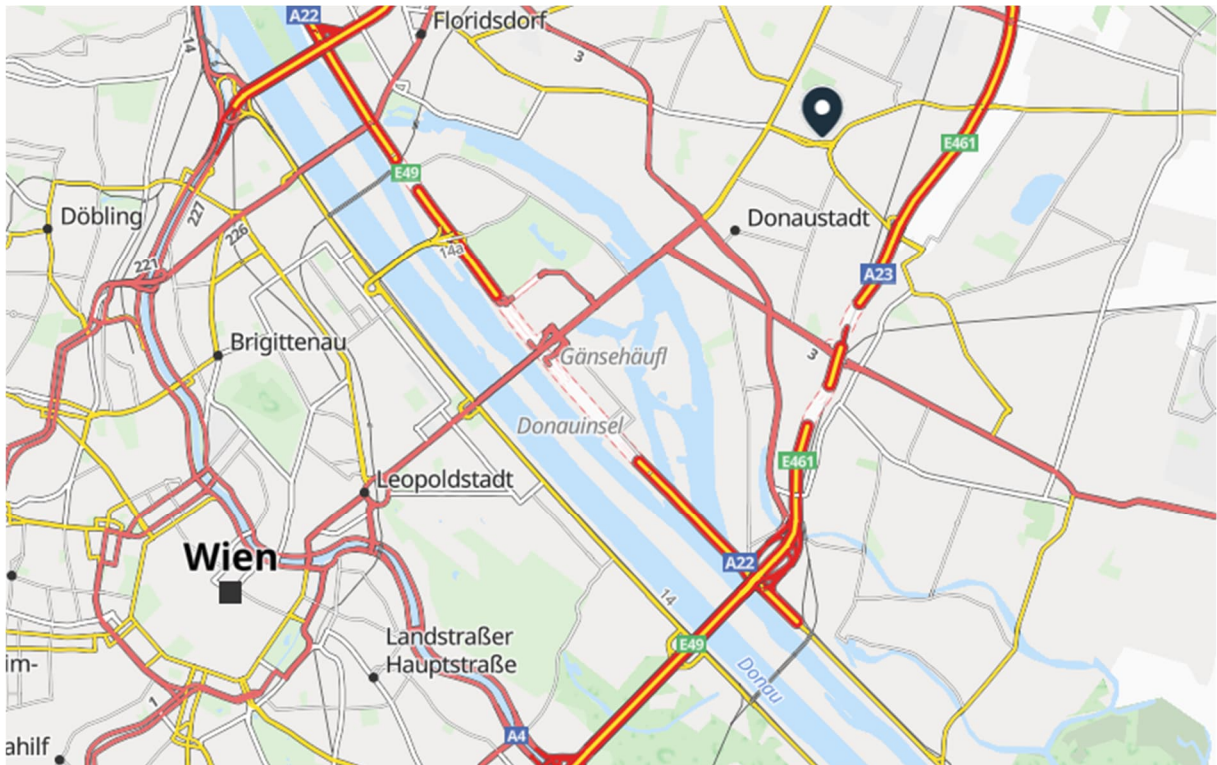 A22
Floridsdorf
14
3
E461
E49
Döbling
227
Donaustadt
226
14a
221
A23
Brigittenau
Gänsehäufl
3
Donauinsel
E461
Leopoldstadt
Wien
A22
14
Landstraßer
Hauptstraße
E49
im-
Donau
1
A4
ahilf